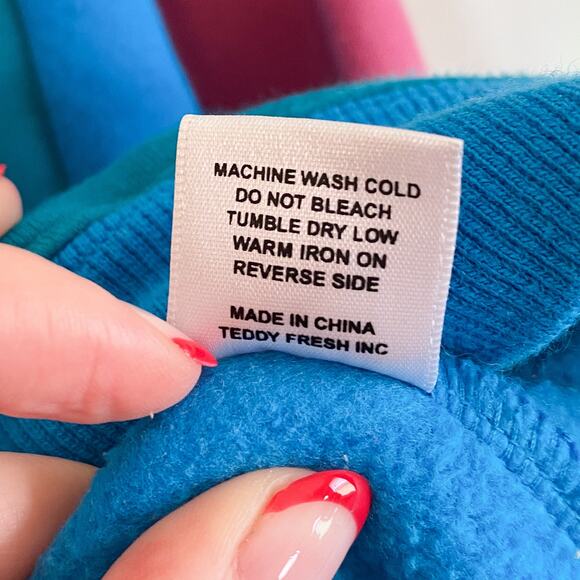 MACHINE WASH COLD
DO NOT BLEACH
TUMBLE DRY LOW
WARM IRON ON
REVERSE SIDE
MADE IN CHINA
TEDDY FRESH INC